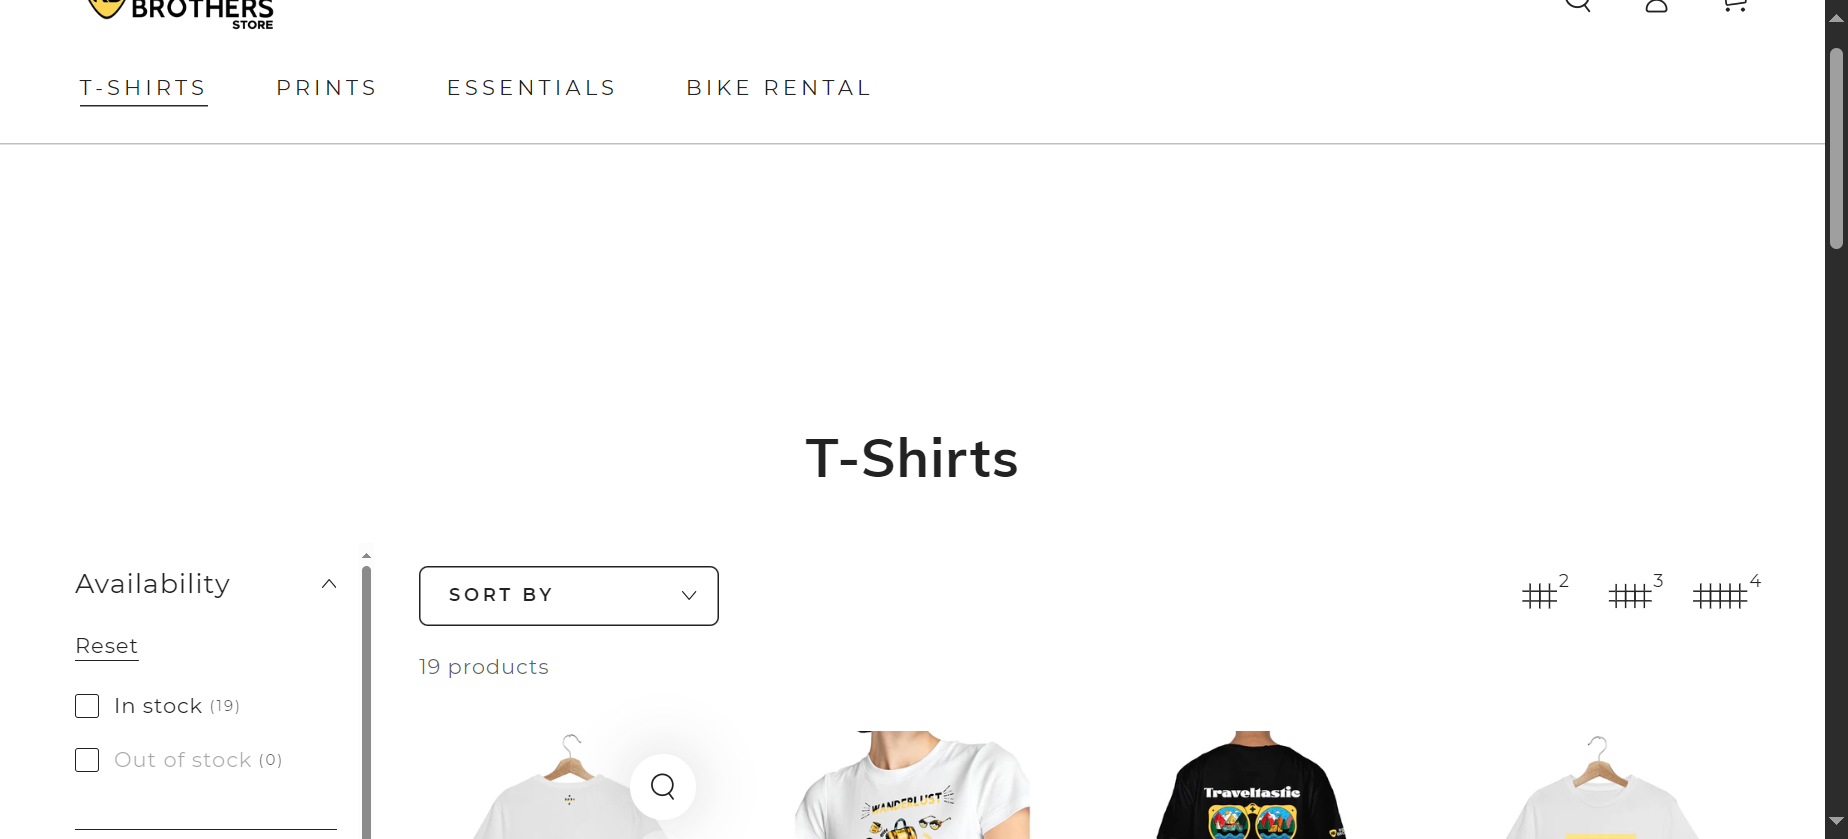 BROTHERS
STORE
T-SHIRTS PRINTS ESSENTIALS BIKE RENTAL
T-Shirts
Availability
Reset
In stock (19)
Out of stock (0)
SORT BY
2 3 4
19 products
WANDERLUST
Traveltastic